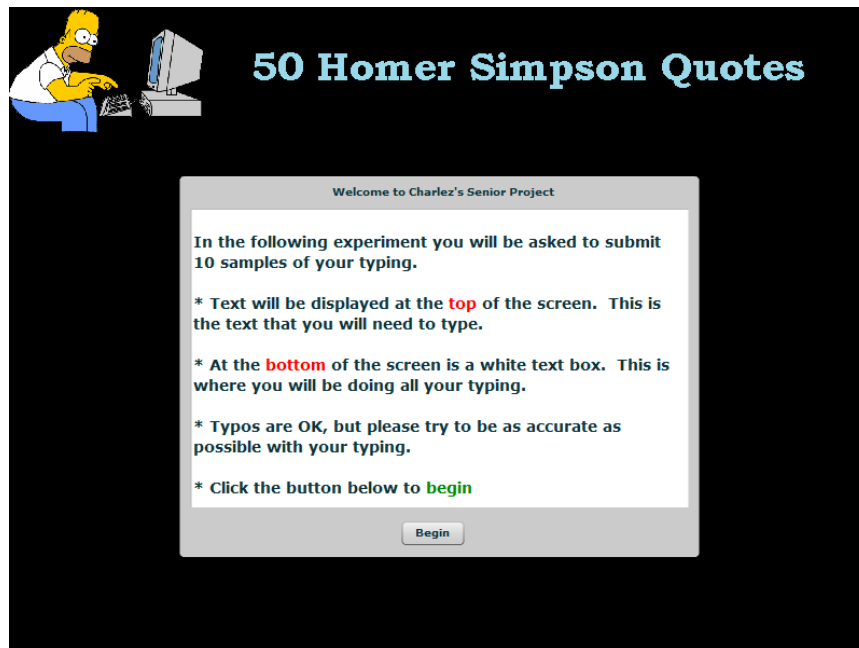 50 Homer Simpson Quotes
Welcome to Charlez's Senior Project
In the following experiment you will be asked to submit
10 samples of your typing.
* Text will be displayed at the top of the screen.  This is
the text that you will need to type.
* At the bottom of the screen is a white text box.  This is
where you will be doing all your typing.
* Typos are OK, but please try to be as accurate as
possible with your typing.
* Click the button below to begin
Begin